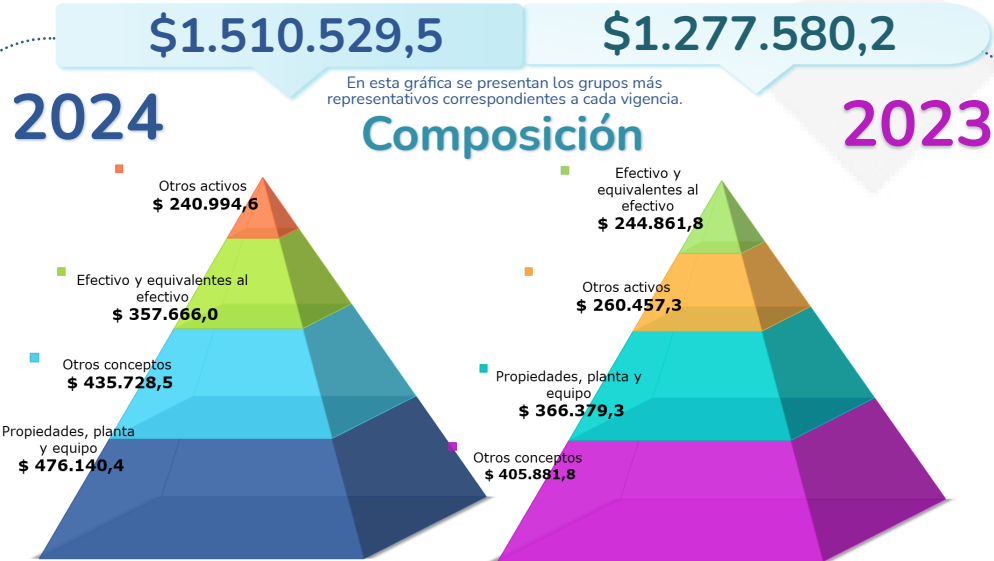 $1.510.529,5
$1.277.580,2
En esta gráfica se presentan los grupos más
representativos correspondientes a cada vigencia.
2024
Composición
2023
Otros activos
$ 240.994,6
Efectivo y equivalentes al
efectivo
$ 357.666,0
Otros conceptos
$ 435.728,5
Propiedades, planta
y equipo
$ 476.140,4
Efectivo y
equivalentes al
efectivo
$ 244.861,8
Otros activos
$ 260.457,3
Propiedades, planta y
equipo
$ 366.379,3
Otros conceptos
$ 405.881,8